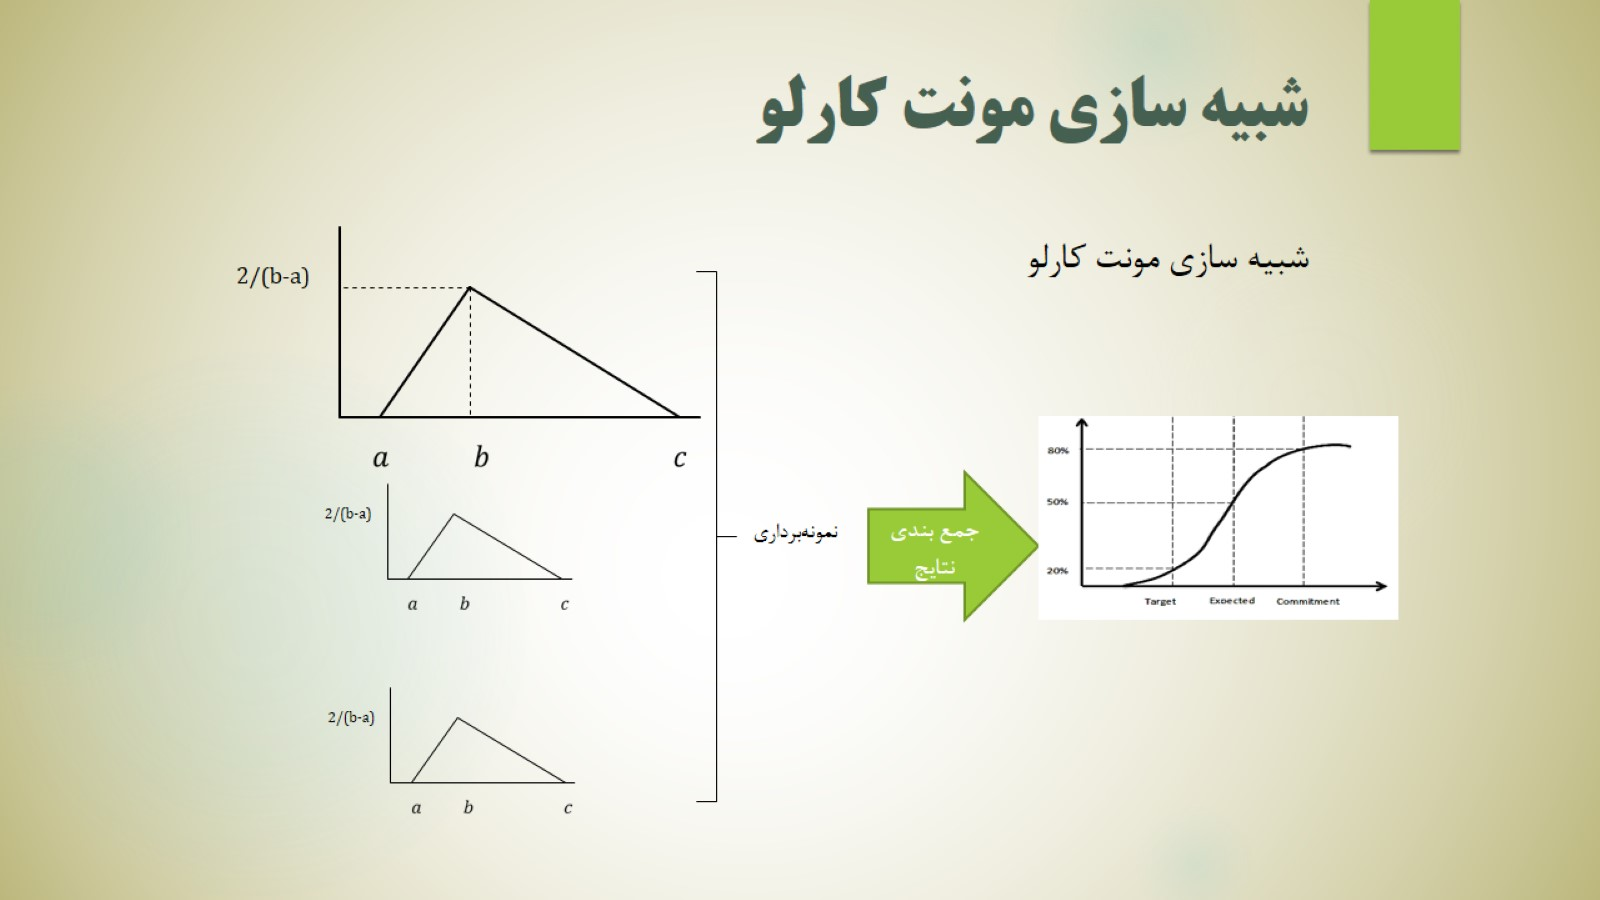 شبیه سازی مونت کارلو
شبیه سازی مونت کارلو
2/(b-a)
a b c
2/(b-a)
a b c
2/(b-a)
a b c
نمونه‌برداری
جمع بندی
نتایج
80%
50%
20%
Target Expected Commitment